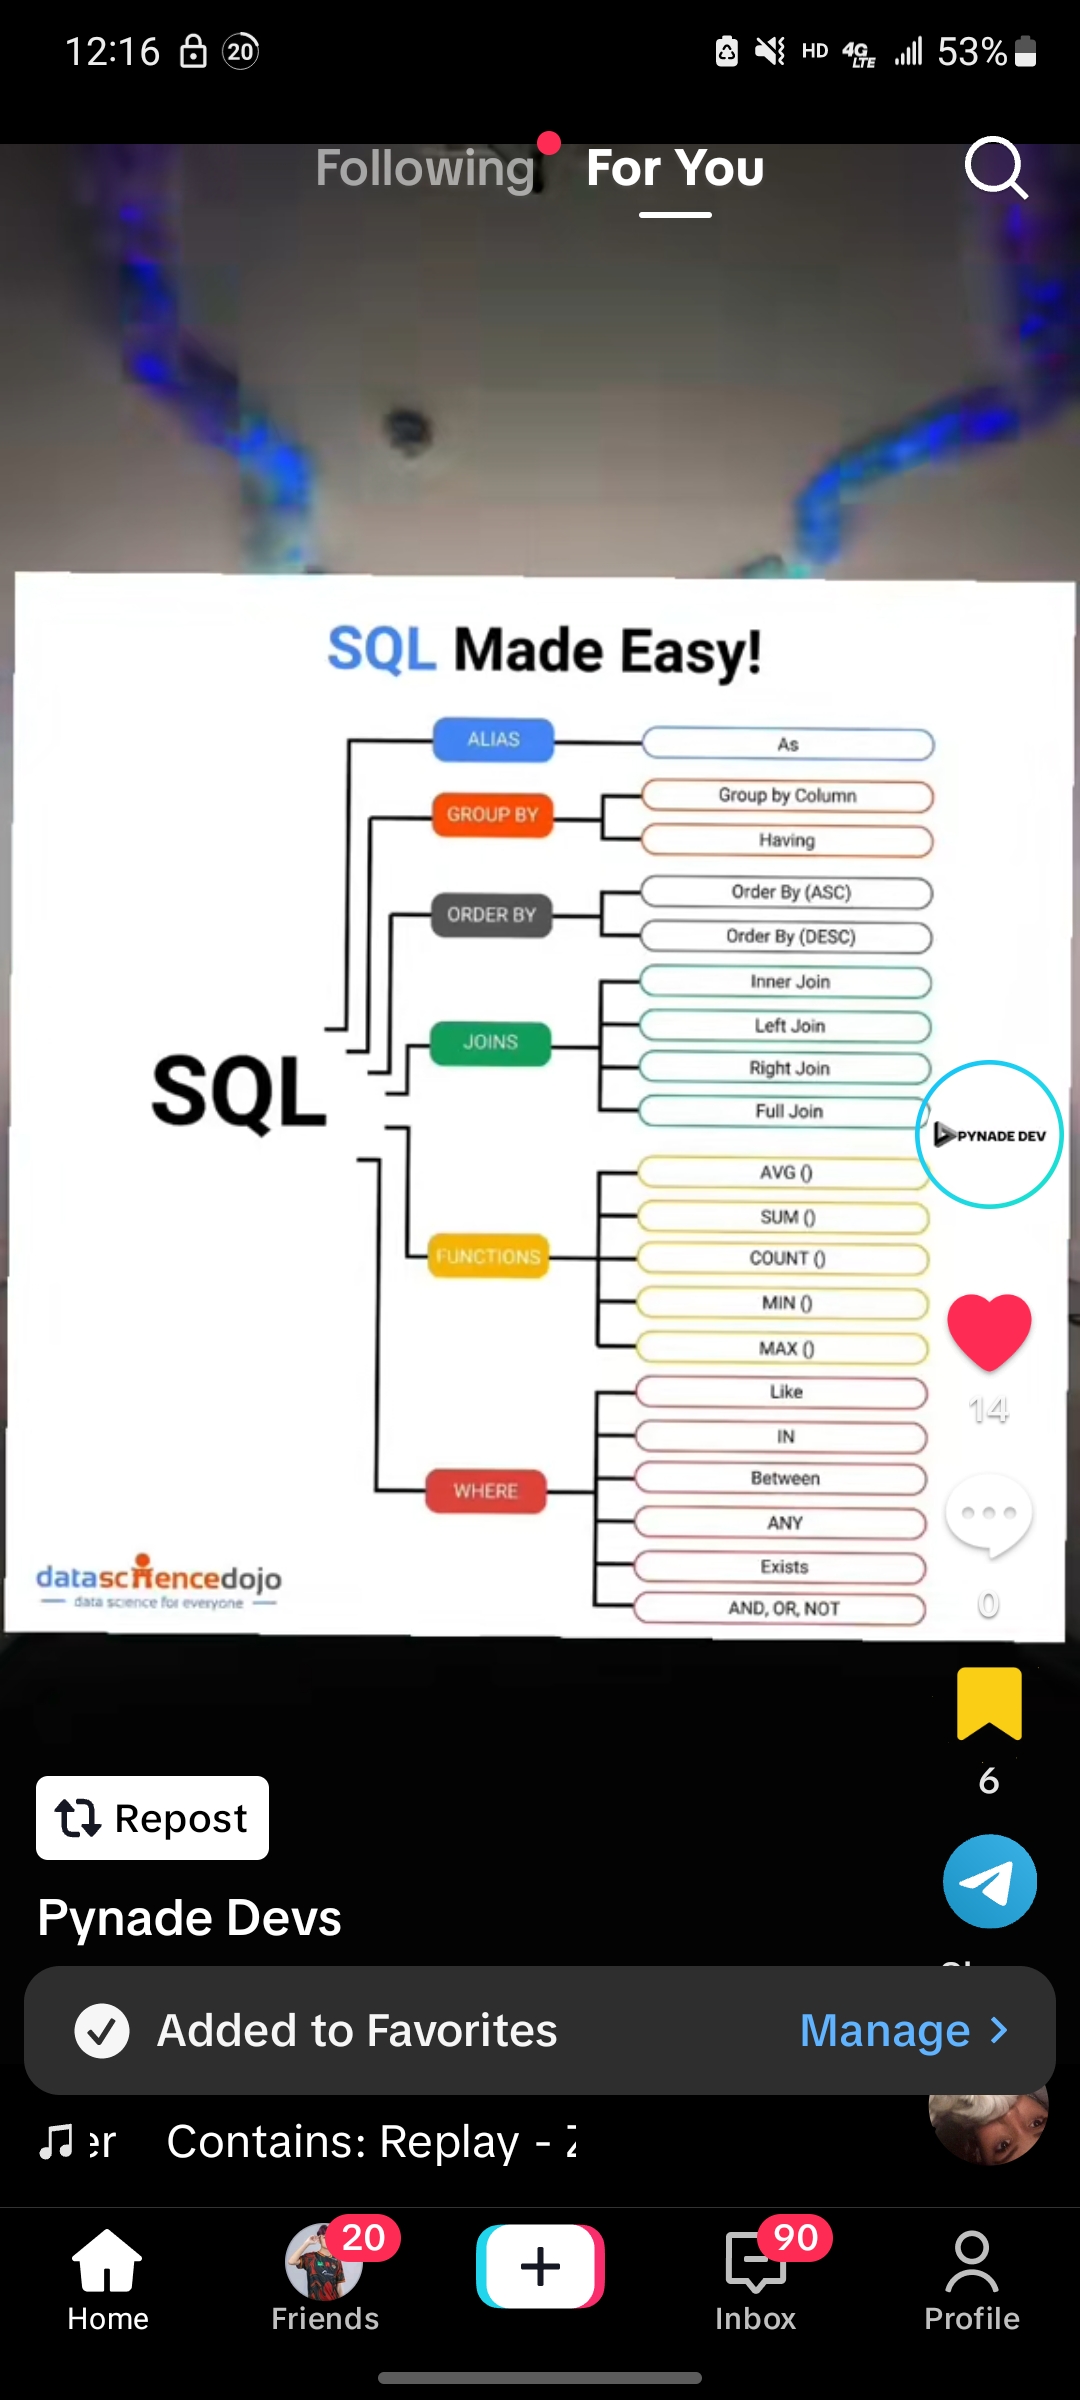 12:16 20 HD 4G LTE 53%
Following For You
SQL Made Easy!
SQL
ALIAS
As
GROUP BY
Group by Column
Having
ORDER BY
Order By (ASC)
Order By (DESC)
JOINS
Inner Join
Left Join
Right Join
Full Join
FUNCTIONS
AVG ()
SUM ()
COUNT ()
MIN ()
MAX ()
WHERE
Like
IN
Between
ANY
Exists
AND, OR, NOT
datasciencedojo
data science for everyone
PYNADE DEV
14
0
6
Repost
Pynade Devs
Added to Favorites Manage
er Contains: Replay -
20
90
Home Friends Inbox Profile